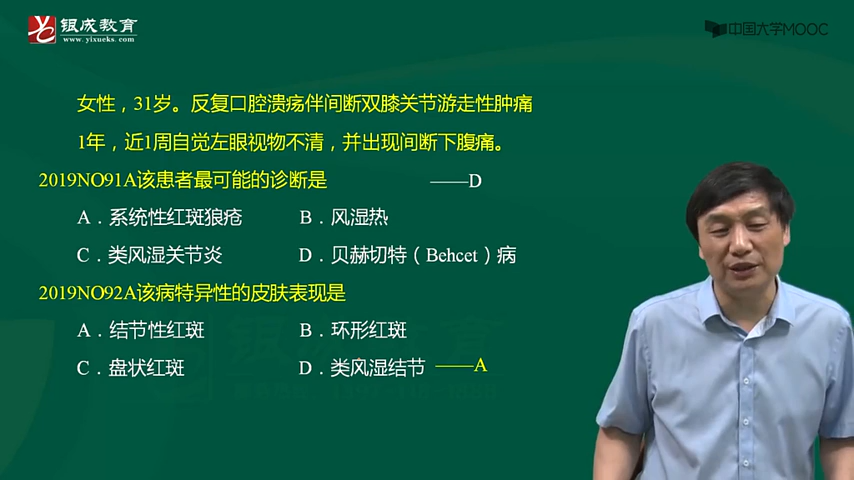 银成教育
www.yixueks.com
中国大学MOOC
女性，31岁。反复口腔溃疡伴间断双膝关节游走性肿痛
1年，近1周自觉左眼视物不清，并出现间断下腹痛。
2019NO91A该患者最可能的诊断是 ——D
A．系统性红斑狼疮 B．风湿热
C．类风湿关节炎 D．贝赫切特（Behcet）病
2019NO92A该病特异性的皮肤表现是
A．结节性红斑 B．环形红斑
C．盘状红斑 D．类风湿结节 ——A